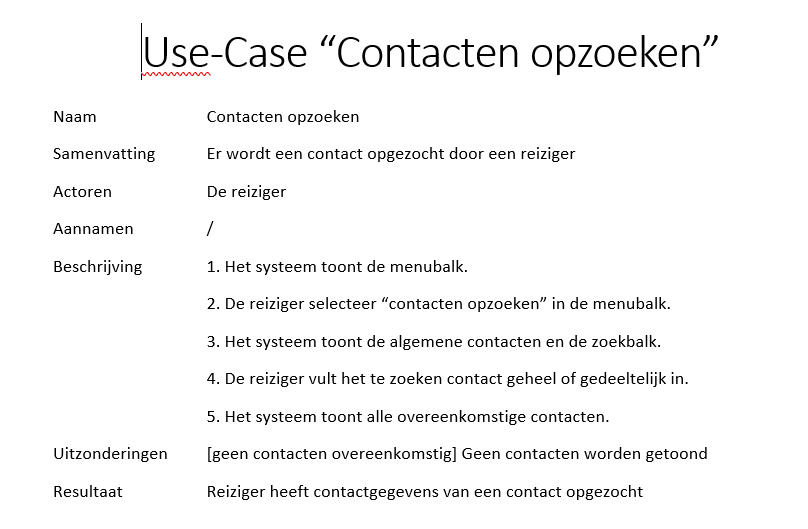 Use-Case “Contacten opzoeken”
Naam Contacten opzoeken
Samenvatting Er wordt een contact opgezocht door een reiziger
Actoren De reiziger
Aannamen /
Beschrijving 1. Het systeem toont de menubalk.
2. De reiziger selecteer “contacten opzoeken” in de menubalk.
3. Het systeem toont de algemene contacten en de zoekbalk.
4. De reiziger vult het te zoeken contact geheel of gedeeltelijk in.
5. Het systeem toont alle overeenkomstige contacten.
Uitzonderingen [geen contacten overeenkomstig] Geen contacten worden getoond
Resultaat Reiziger heeft contactgegevens van een contact opgezocht